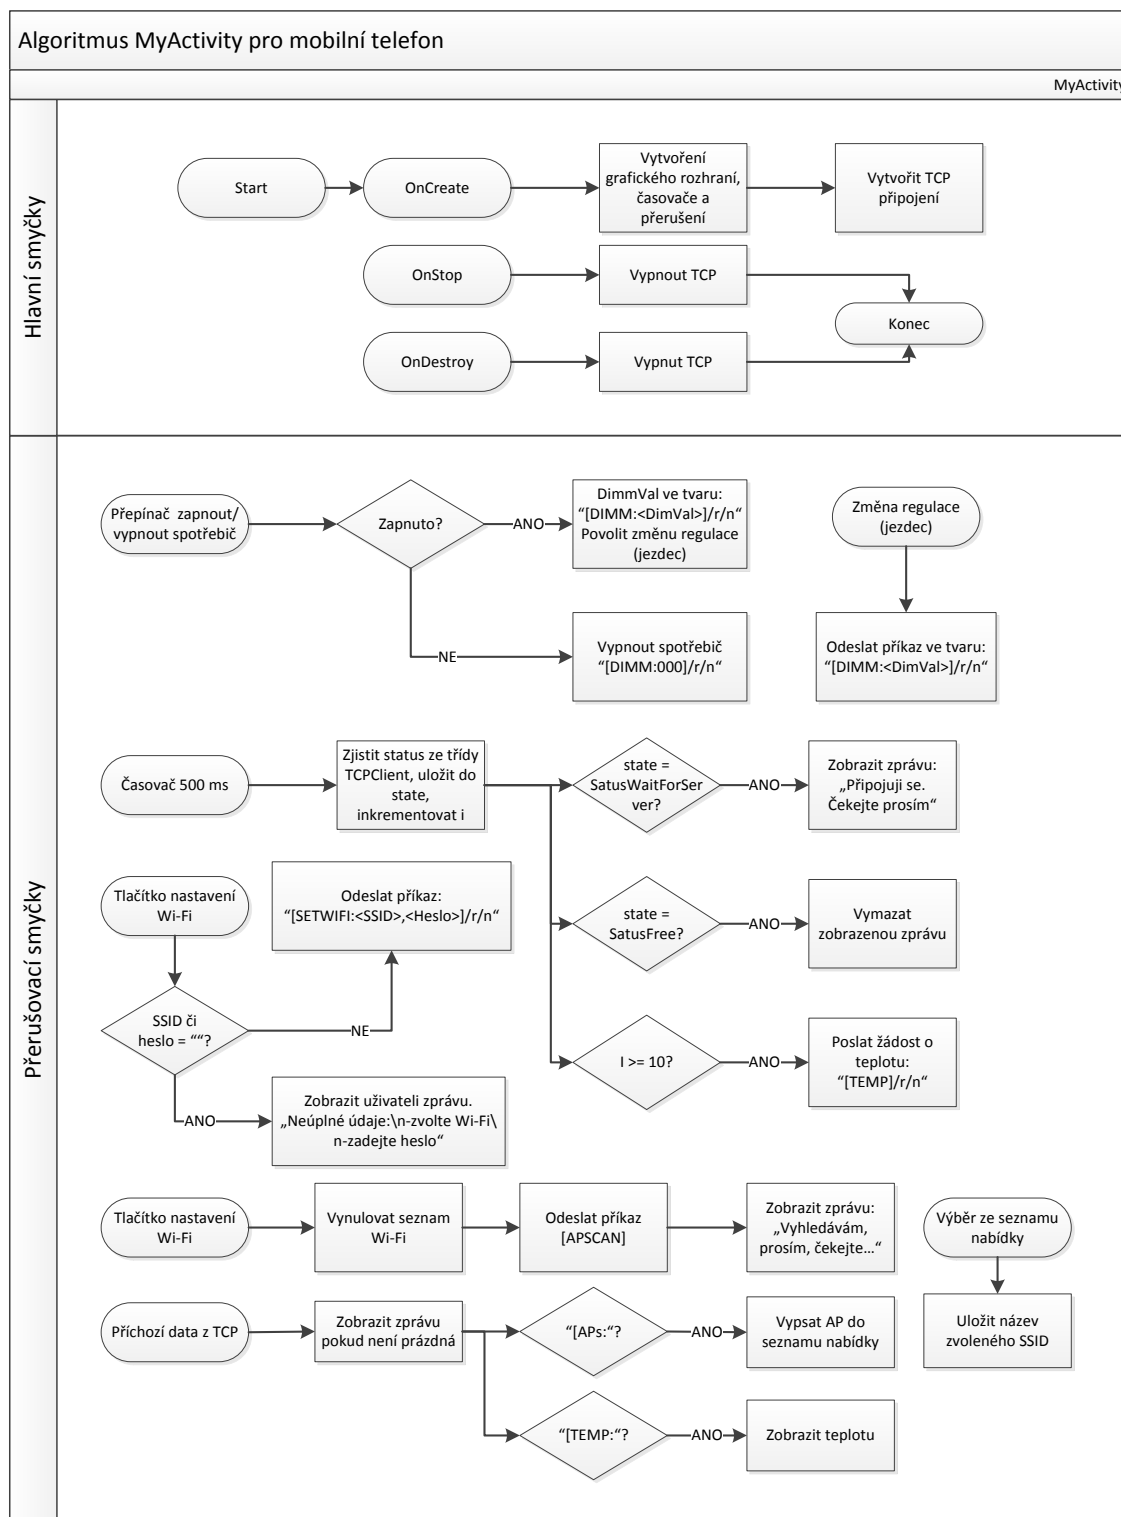 Algoritmus MyActivity pro mobilní telefon
MyActivity
Hlavní smyčky
Start
OnCreate
Vytvoření
grafického rozhraní,
časovače a
přerušení
Vytvořit TCP
připojení
OnStop
Vypnout TCP
Konec
OnDestroy
Vypnut TCP
Přerušovací smyčky
Přepínač zapnout/
vypnout spotřebič
Zapnuto?
ANO
DimmVal ve tvaru:
“[DIMM:<DimVal>]/r/n“
Povolit změnu regulace
(jezdec)
Změna regulace
(jezdec)
NE
Vypnout spotřebič
“[DIMM:000]/r/n“
Odeslat příkaz ve tvaru:
“[DIMM:<DimVal>]/r/n“
Časovač 500 ms
Zjistit status ze třídy
TCPClient, uložit do
state,
inkrementovat i
state =
SatusWaitForSer
ver?
ANO
Zobrazit zprávu:
„Připojuji se.
Čekejte prosím“
Tlačítko nastavení
Wi-Fi
Odeslat příkaz:
“[SETWIFI:<SSID>,<Heslo>]/r/n“
state =
SatusFree?
Vymazat
zobrazenou zprávu
SSID či
heslo = ““?
NE
I >= 10?
ANO
Poslat žádost o
teplotu:
“[TEMP]/r/n“
ANO
Zobrazit uživateli zprávu.
„Neúplné údaje:\n-zvolte Wi-Fi\
n-zadejte heslo“
Tlačítko nastavení
Wi-Fi
Vynulovat seznam
Wi-Fi
Odeslat příkaz
[APSCAN]
Zobrazit zprávu:
„Vyhledávám,
prosím, čekejte…“
Výběr ze seznamu
nabídky
Příchozí data z TCP
Zobrazit zprávu
pokud není prázdná
“[APs:“?
ANO
Vypsat AP do
seznamu nabídky
Uložit název
zvoleného SSID
“[TEMP:“?
ANO
Zobrazit teplotu